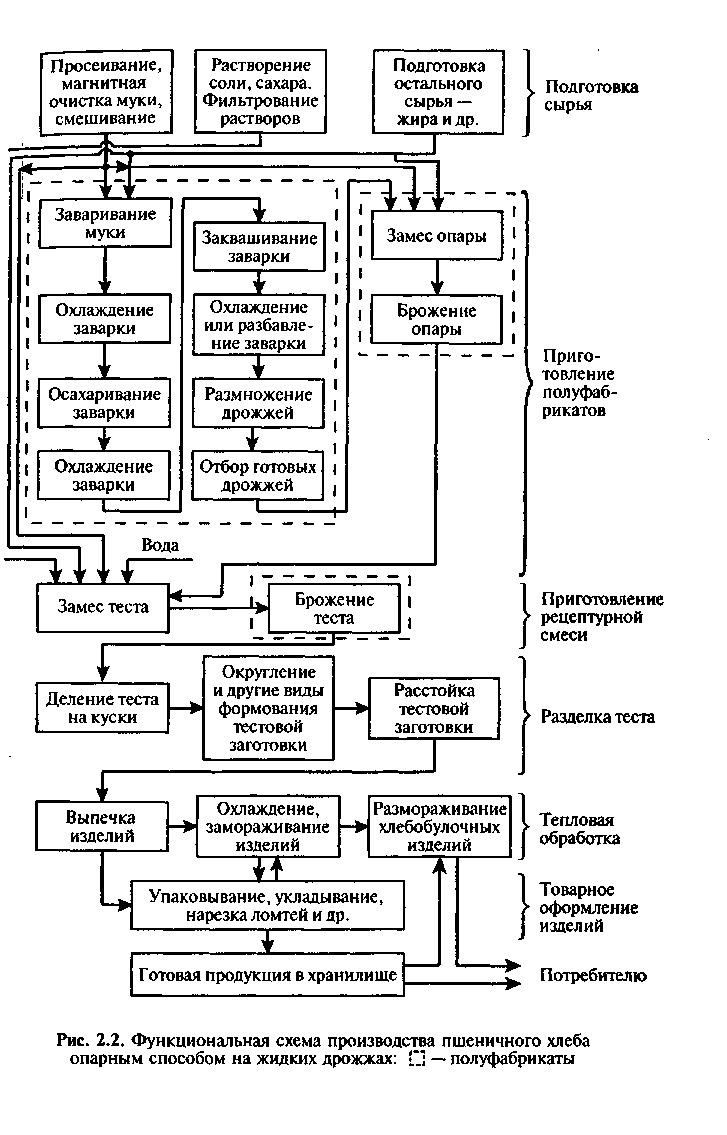 Просеивание,
магнитная
очистка муки,
смешивание
Растворение
соли, сахара.
Фильтрование
растворов
Подготовка
остального
сырья —
жира и др.
Подготовка
сырья
Заваривание
муки
Охлаждение
заварки
Осахаривание
заварки
Охлаждение
заварки
Заквашивание
заварки
Охлаждение
или разбавле-
ние заварки
Размножение
дрожжей
Отбор готовых
дрожжей
Замес опары
Брожение
опары
Приго-
товление
полуфаб-
рикатов
Вода
Замес теста
Брожение
теста
Приготовление
рецептурной
смеси
Деление теста
на куски
Округление
и другие виды
формования
тестовой
заготовки
Расстойка
тестовой
заготовки
Разделка теста
Выпечка
изделий
Охлаждение,
замораживание
изделий
Размораживание
хлебобулочных
изделий
Тепловая
обработка
Упаковывание, укладывание,
нарезка ломтей и др.
Товарное
оформление
изделий
Готовая продукция в хранилище
Потребителю
Рис. 2.2. Функциональная схема производства пшеничного хлеба
опарным способом на жидких дрожжах: — полуфабрикаты